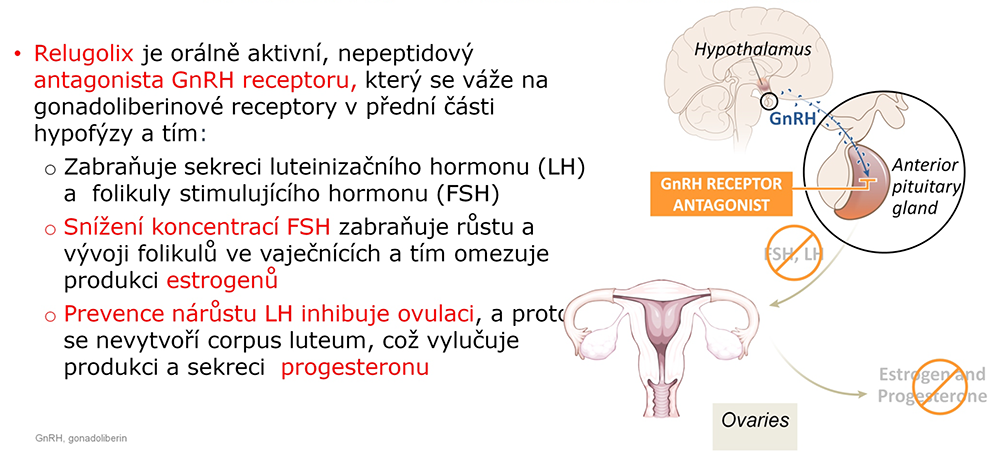 • Relugolix je orálně aktivní, nepeptidový
antagonista GnRH receptoru, který se váže na
gonadoliberinové receptory v přední části
hypofýzy a tím:
o Zabraňuje sekreci luteinizačního hormonu (LH)
a folikuly stimulujícího hormonu (FSH)
o Snížení koncentrací FSH zabraňuje růstu a
vývoji folikulů ve vaječnících a tím omezuje
produkci estrogenů
o Prevence nárůstu LH inhibuje ovulaci, a proto
se nevytvoří corpus luteum, což vylučuje
produkci a sekreci progesteronu
GnRH, gonadoliberin
Hypothalamus
GnRH
GnRH RECEPTOR
ANTAGONIST
Anterior
pituitary
gland
FSH, LH
Estrogen and
Progesterone
Ovaries